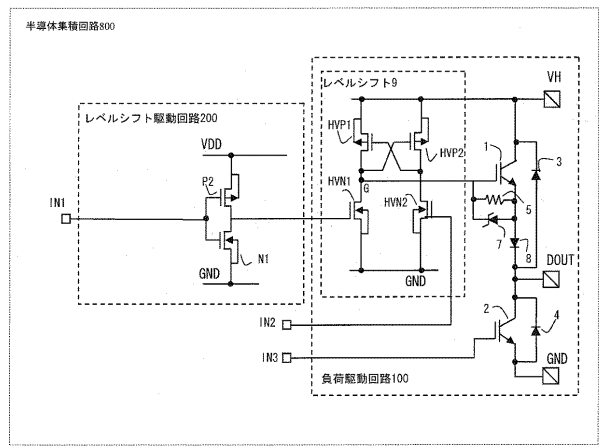 半導体集積回路800
レベルシフト9
VH
レベルシフト駆動回路200
HVP1
HVP2
1
3
VDD
P2
HVN1
G
HVN2
5
IN1
7
8
N1
DOUT
GND
GND
2
4
IN2
IN3
GND
負荷駆動回路100